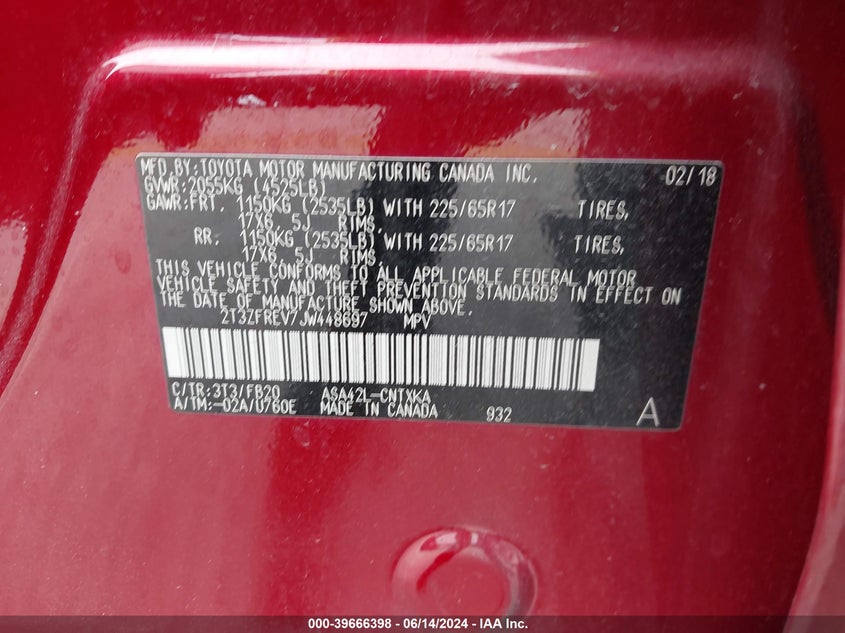 MFD.BY:TOYOTA MOTOR MANUFACTURING CANADA INC. 02/18
GVWR:2055KG (4525LB)
GAWR:FRT. 1150KG (2535LB) WITH 225/65R17 TIRES,
17X6.5J RIMS,
RR. 1150KG (2535LB) WITH 225/65R17 TIRES,
17X6.5J RIMS,
THIS VEHICLE CONFORMS TO ALL APPLICABLE FEDERAL MOTOR
VEHICLE SAFETY AND THEFT PREVENTION STANDARDS IN EFFECT ON
THE DATE OF MANUFACTURE SHOWN ABOVE.
2T3ZFREV7JW448697 MPV
C/TR:3T3/FB20 ASA42L-CNTXKA
A/TM:-02A/U760E MADE IN CANADA 932 A
000-39666398 - 06/14/2024 - IAA Inc.